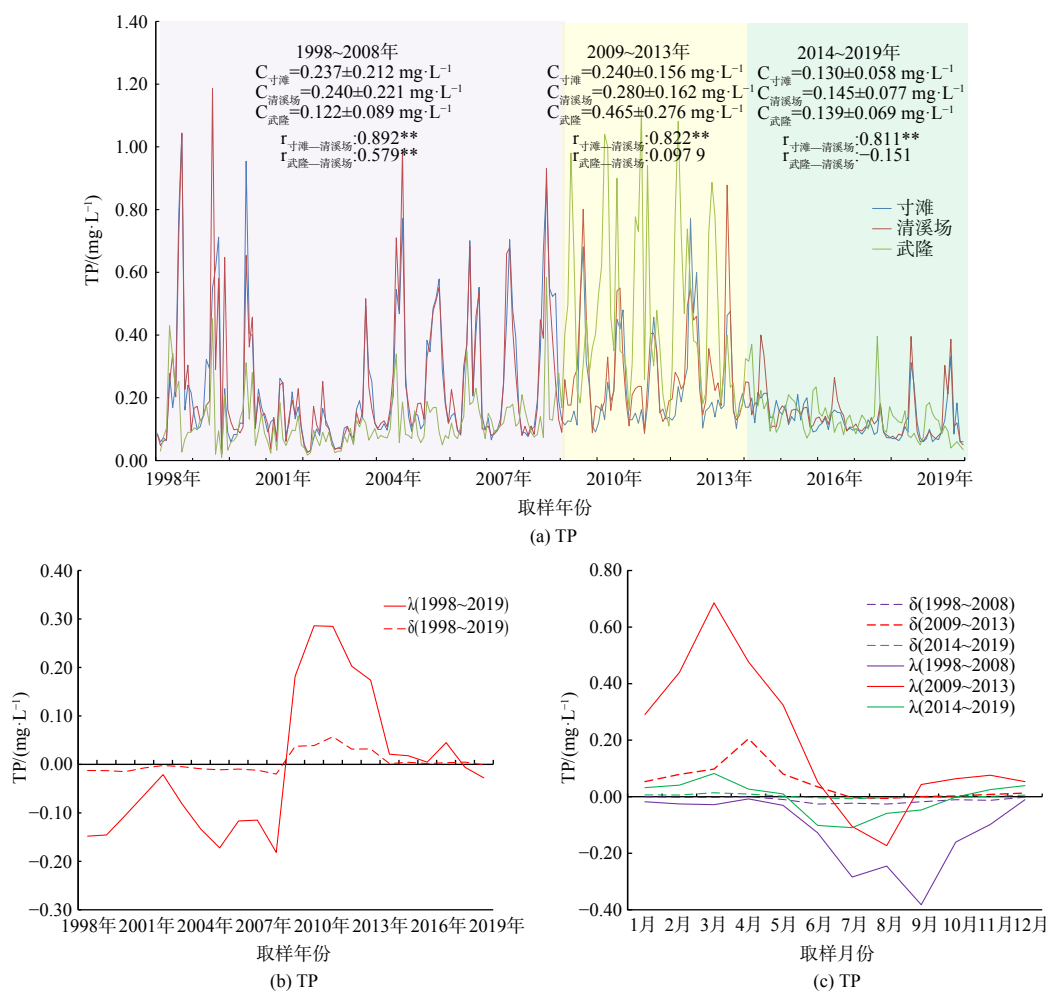 1.40
1.20
1.00
0.80
0.60
0.40
0.20
0.00
TP/(mg·L⁻¹)
1998~2008年
C寸滩=0.237±0.212 mg·L⁻¹
C清溪场=0.240±0.221 mg·L⁻¹
C武隆=0.122±0.089 mg·L⁻¹
r寸滩—清溪场:0.892**
r武隆—清溪场:0.579**
2009~2013年
C寸滩=0.240±0.156 mg·L⁻¹
C清溪场=0.280±0.162 mg·L⁻¹
C武隆=0.465±0.276 mg·L⁻¹
r寸滩—清溪场:0.822**
r武隆—清溪场:0.097 9
2014~2019年
C寸滩=0.130±0.058 mg·L⁻¹
C清溪场=0.145±0.077 mg·L⁻¹
C武隆=0.139±0.069 mg·L⁻¹
r寸滩—清溪场:0.811**
r武隆—清溪场:−0.151
寸滩
清溪场
武隆
1998年 2001年 2004年 2007年 2010年 2013年 2016年 2019年
取样年份
(a) TP
0.40
0.30
0.20
0.10
0.00
−0.10
−0.20
−0.30
TP/(mg·L⁻¹)
λ(1998~2019)
δ(1998~2019)
1998年 2001年 2004年 2007年 2010年 2013年 2016年 2019年
取样年份
(b) TP
0.80
0.60
0.40
0.20
0.00
−0.20
−0.40
TP/(mg·L⁻¹)
δ(1998~2008)
δ(2009~2013)
δ(2014~2019)
λ(1998~2008)
λ(2009~2013)
λ(2014~2019)
1月 2月 3月 4月 5月 6月 7月 8月 9月 10月 11月 12月
取样月份
(c) TP